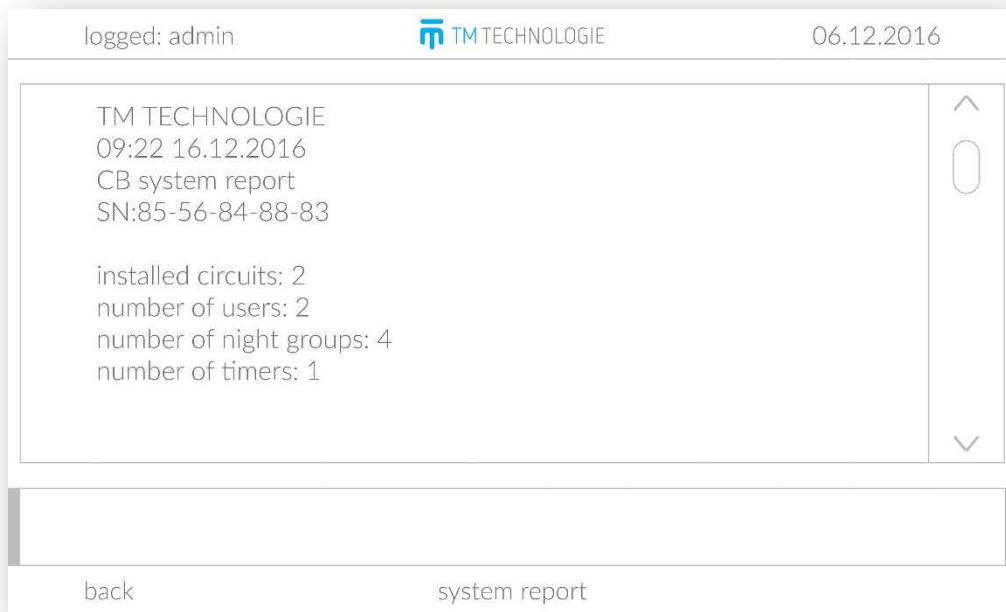 logged: admin TM TECHNOLOGIE 06.12.2016
TM TECHNOLOGIE
09:22 16.12.2016
CB system report
SN:85-56-84-88-83
installed circuits: 2
number of users: 2
number of night groups: 4
number of timers: 1
back system report